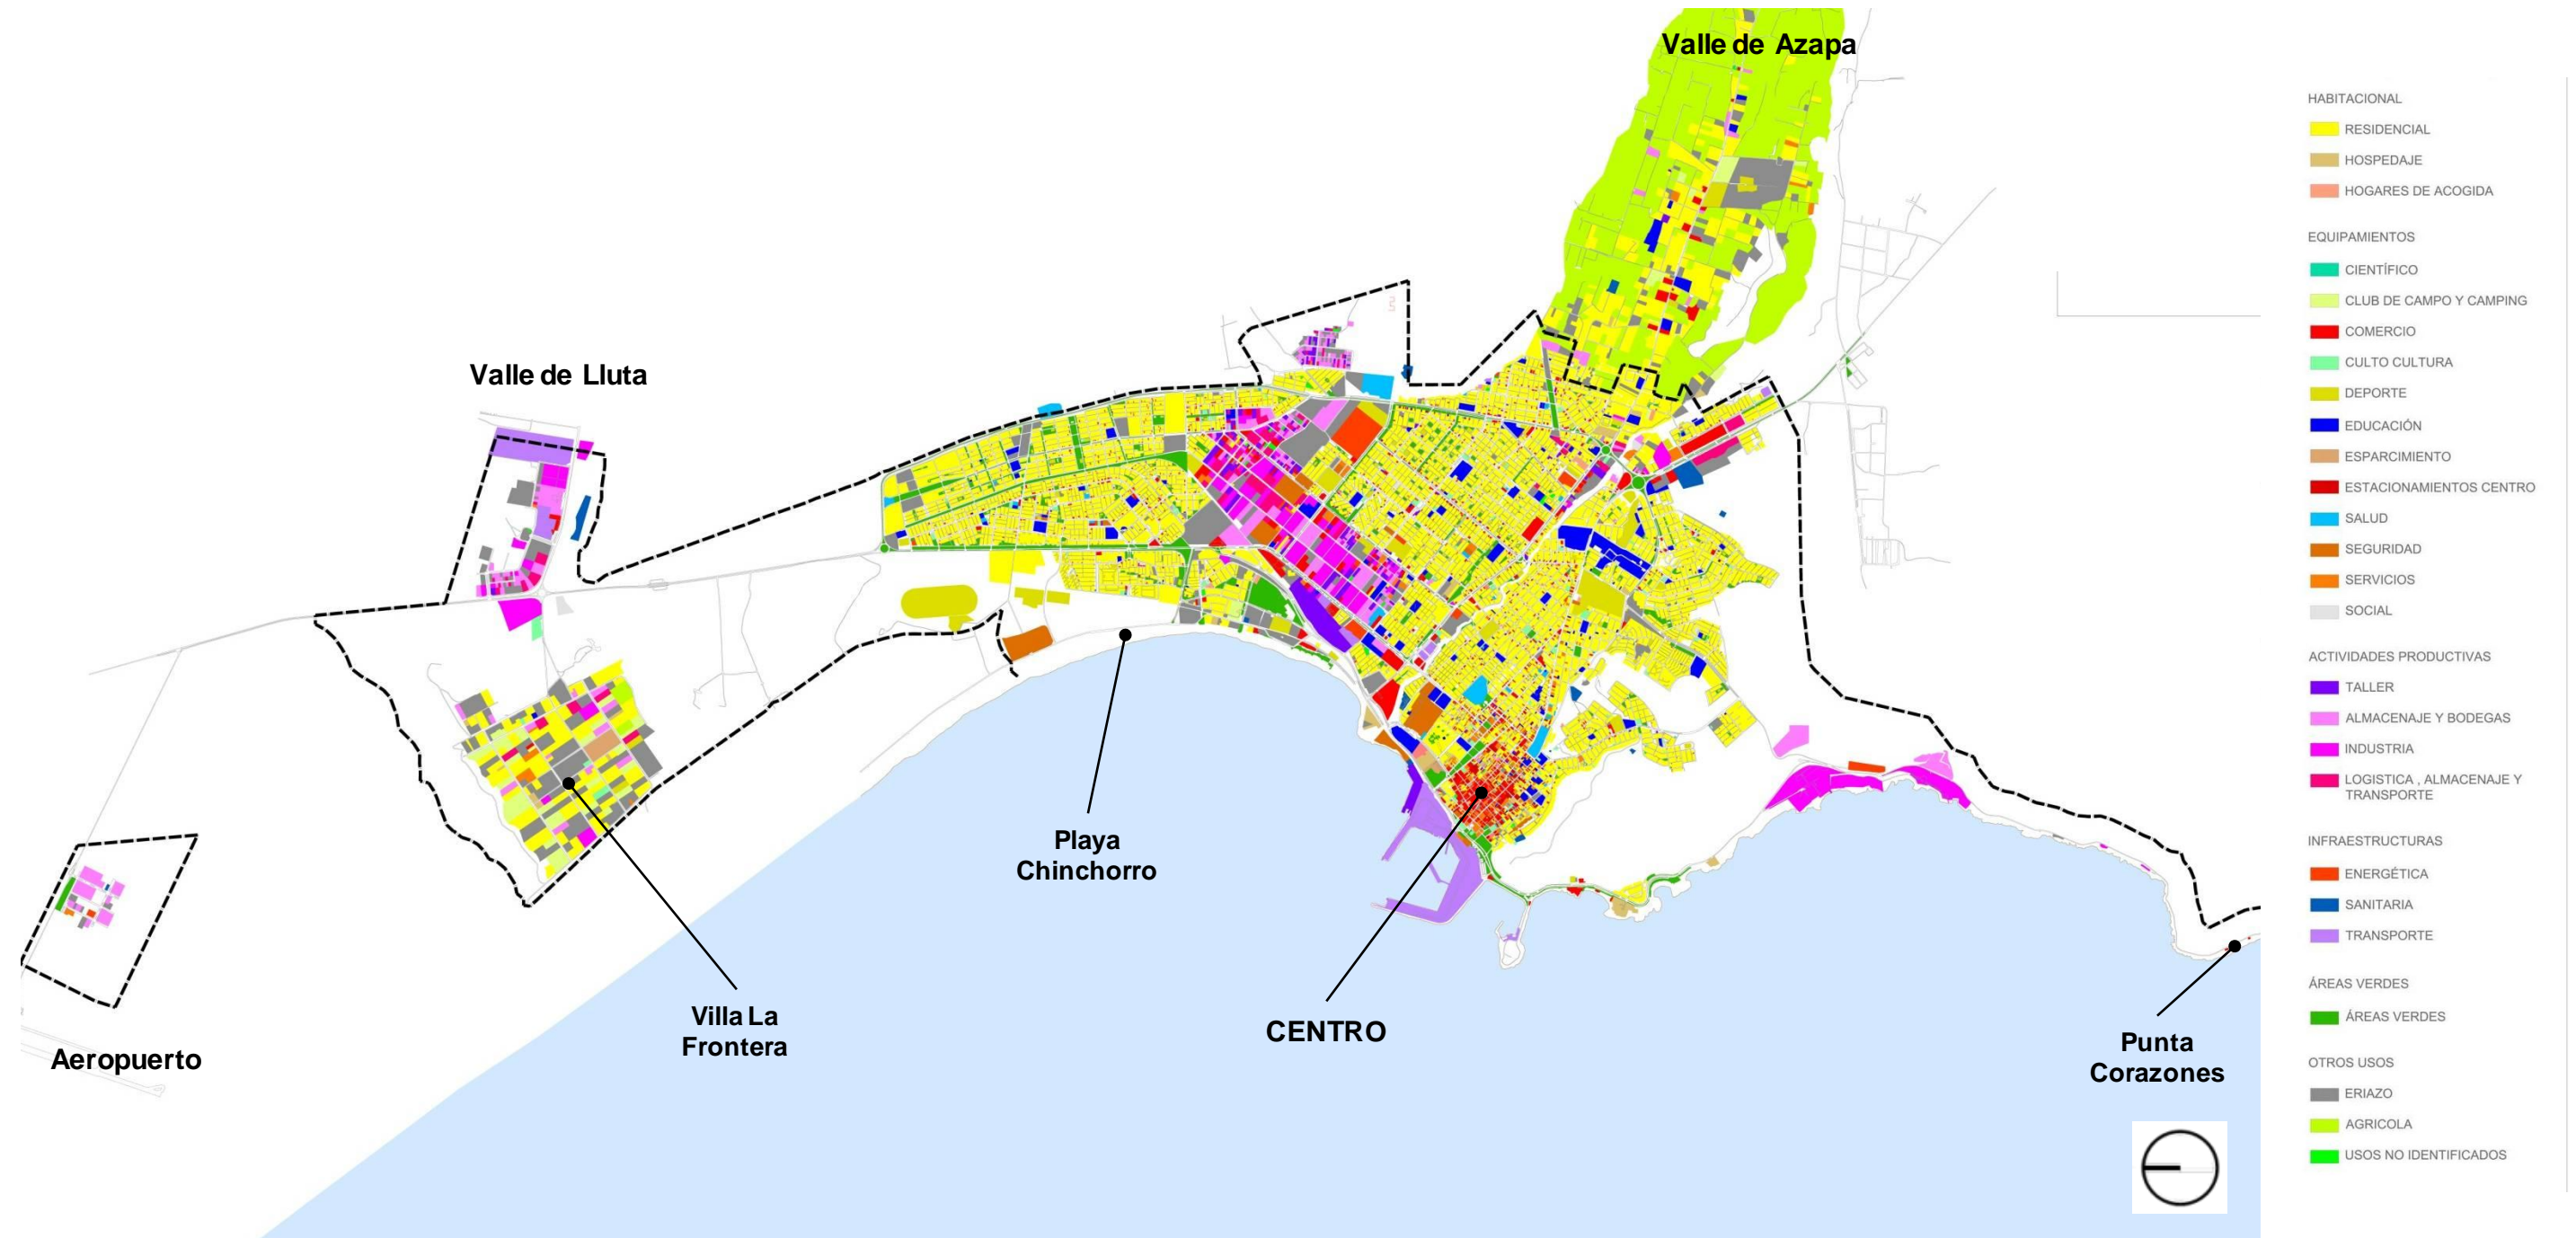 Valle de Azapa
Valle de Lluta
Playa
Chinchorro
Villa La
Frontera
CENTRO
Aeropuerto
Punta
Corazones
HABITACIONAL
RESIDENCIAL
HOSPEDAJE
HOGARES DE ACOGIDA
EQUIPAMIENTOS
CIENTÍFICO
CLUB DE CAMPO Y CAMPING
COMERCIO
CULTO CULTURA
DEPORTE
EDUCACIÓN
ESPARCIMIENTO
ESTACIONAMIENTOS CENTRO
SALUD
SEGURIDAD
SERVICIOS
SOCIAL
ACTIVIDADES PRODUCTIVAS
TALLER
ALMACENAJE Y BODEGAS
INDUSTRIA
LOGISTICA , ALMACENAJE Y
TRANSPORTE
INFRAESTRUCTURAS
ENERGÉTICA
SANITARIA
TRANSPORTE
ÁREAS VERDES
ÁREAS VERDES
OTROS USOS
ERIAZO
AGRICOLA
USOS NO IDENTIFICADOS